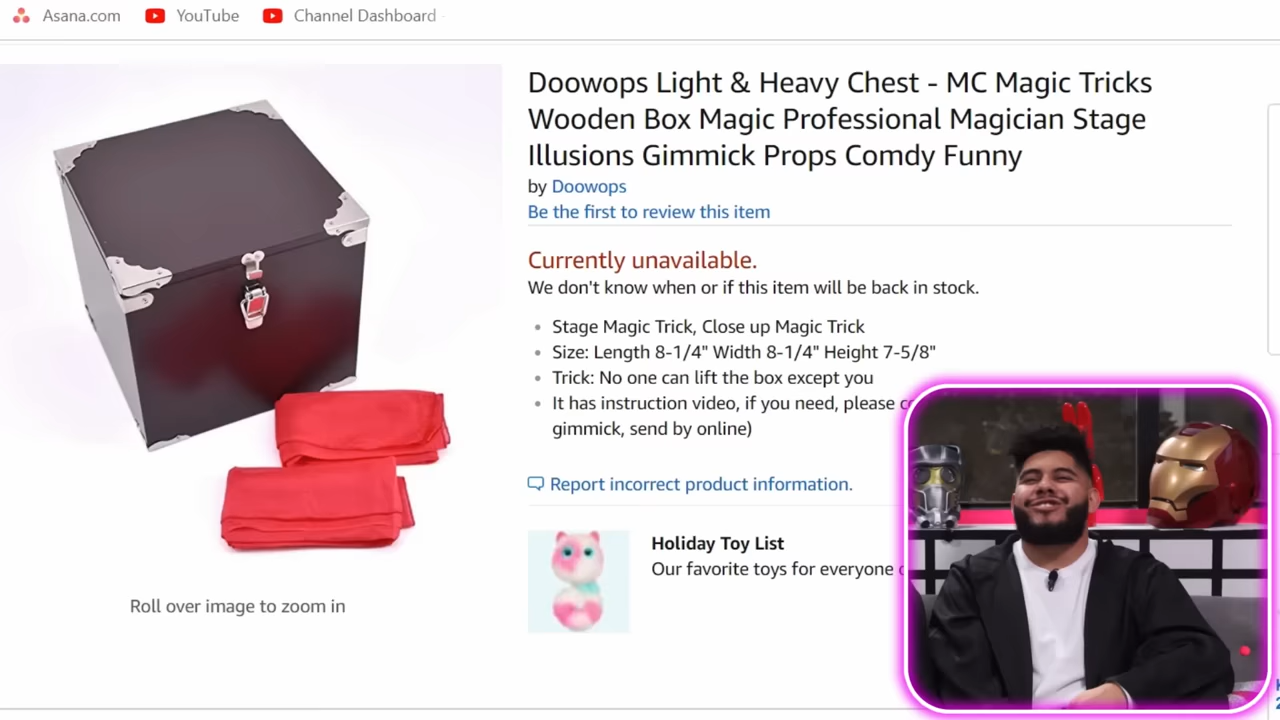 Asana.com YouTube Channel Dashboard
Doowops Light & Heavy Chest - MC Magic Tricks
Wooden Box Magic Professional Magician Stage
Illusions Gimmick Props Comdy Funny
by Doowops
Be the first to review this item
Currently unavailable.
We don't know when or if this item will be back in stock.
Stage Magic Trick, Close up Magic Trick
Size: Length 8-1/4" Width 8-1/4" Height 7-5/8"
Trick: No one can lift the box except you
It has instruction video, if you need, please
gimmick, send by online)
Report incorrect product information.
Holiday Toy List
Our favorite toys for everyone
Roll over image to zoom in